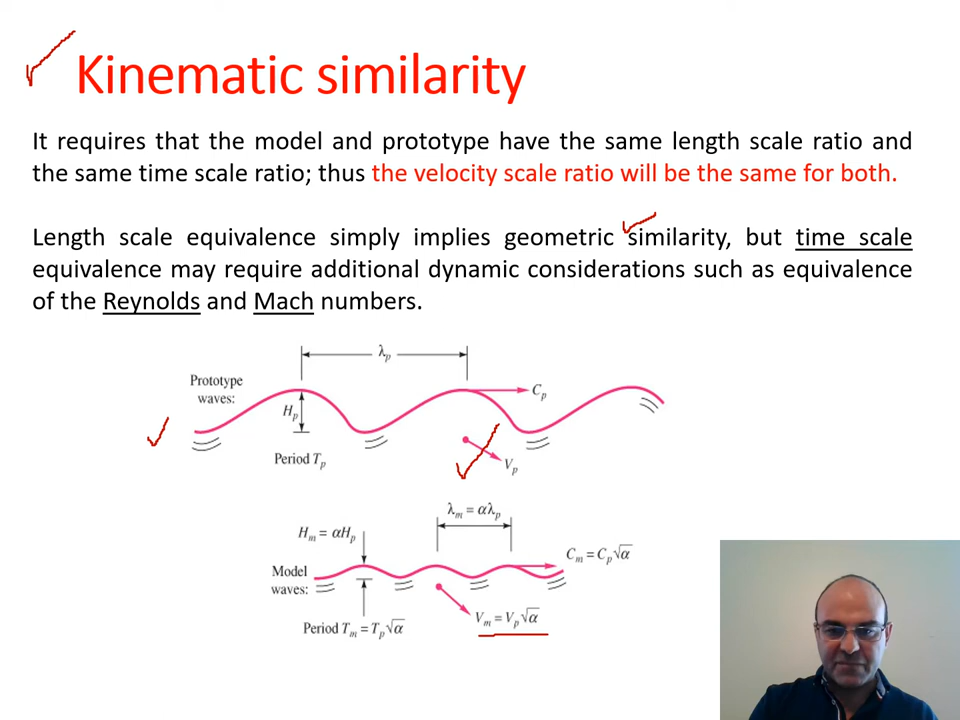 Kinematic similarity
It requires that the model and prototype have the same length scale ratio and
the same time scale ratio; thus the velocity scale ratio will be the same for both.
Length scale equivalence simply implies geometric similarity, but time scale
equivalence may require additional dynamic considerations such as equivalence
of the Reynolds and Mach numbers.
λp
Prototype
waves:
Cp
Hp
Period Tp
Vp
λm = αλp
Hm = αHp
Cm = Cp√α
Model
waves:
Vm = Vp√α
Period Tm = Tp√α